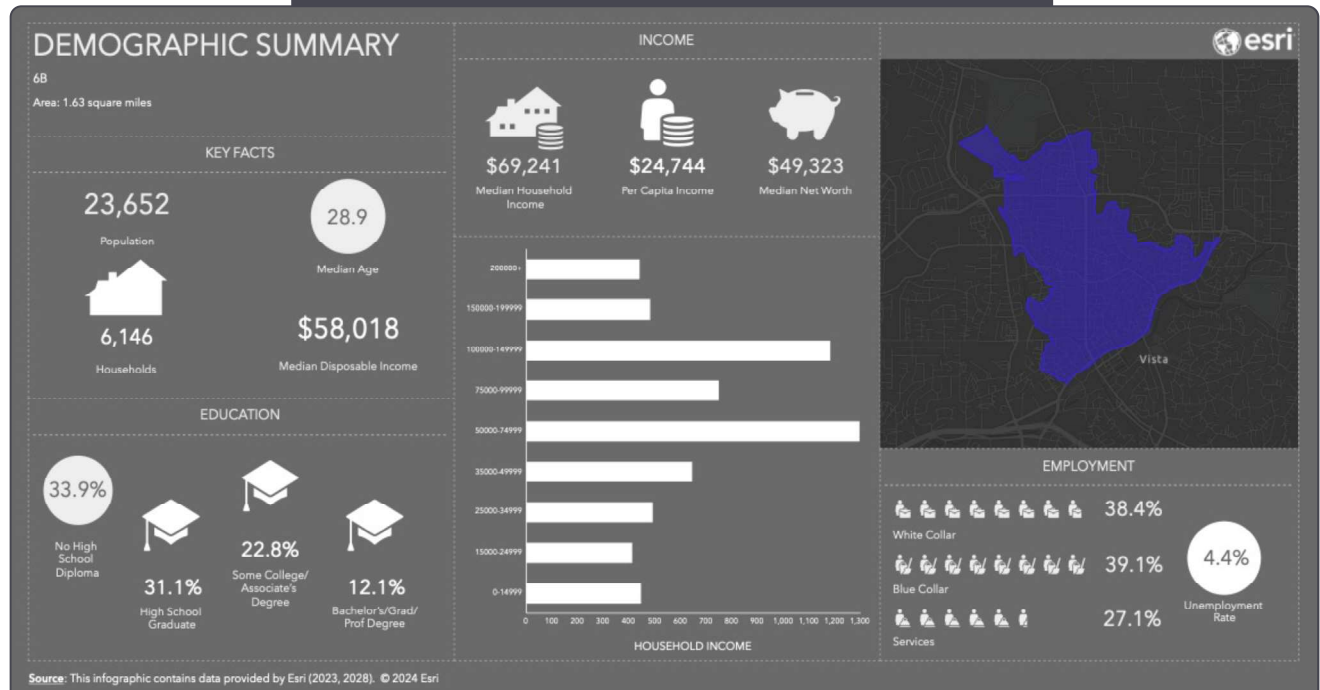 DEMOGRAPHIC SUMMARY
6B
Area: 1.63 square miles
KEY FACTS
23,652
Population
28.9
Median Age
6,146
Households
$58,018
Median Disposable Income
EDUCATION
33.9%
No High
School
Diploma
31.1%
High School
Graduate
22.8%
Some College/
Associate's
Degree
12.1%
Bachelor's/Grad/
Prof Degree
INCOME
$69,241
Median Household
Income
$24,744
Per Capita Income
$49,323
Median Net Worth
200000+
150000-199999
100000-149999
75000-99999
50000-74999
35000-49999
25000-34999
15000-24999
0-14999
0 100 200 300 400 500 600 700 800 900 1,000 1,100 1,200 1,300
HOUSEHOLD INCOME
esri
Vista
EMPLOYMENT
38.4%
White Collar
39.1%
Blue Collar
27.1%
Services
4.4%
Unemployment
Rate
Source: This infographic contains data provided by Esri (2023, 2028). © 2024 Esri